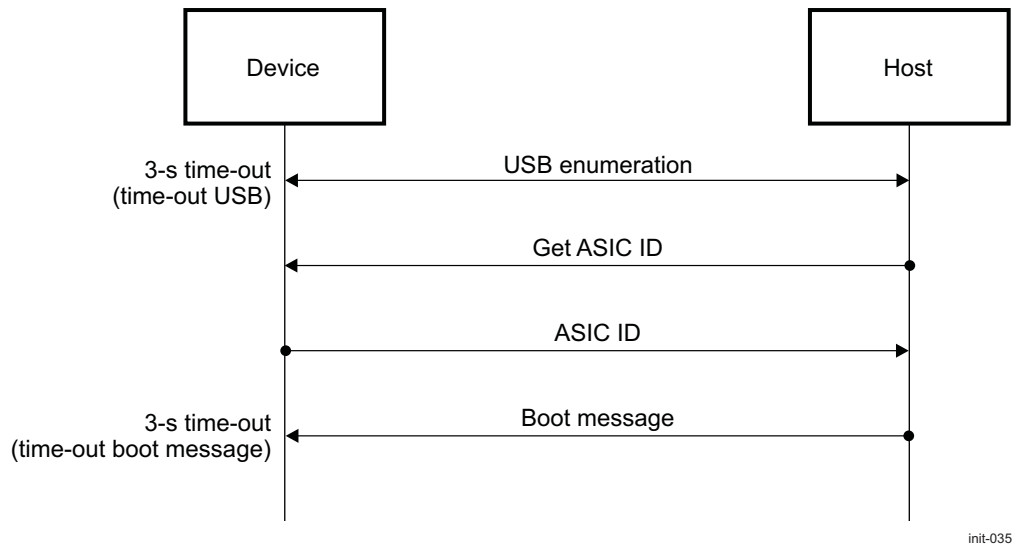 Device
Host
3-s time-out
(time-out USB)
USB enumeration
Get ASIC ID
ASIC ID
3-s time-out
(time-out boot message)
Boot message
init-035